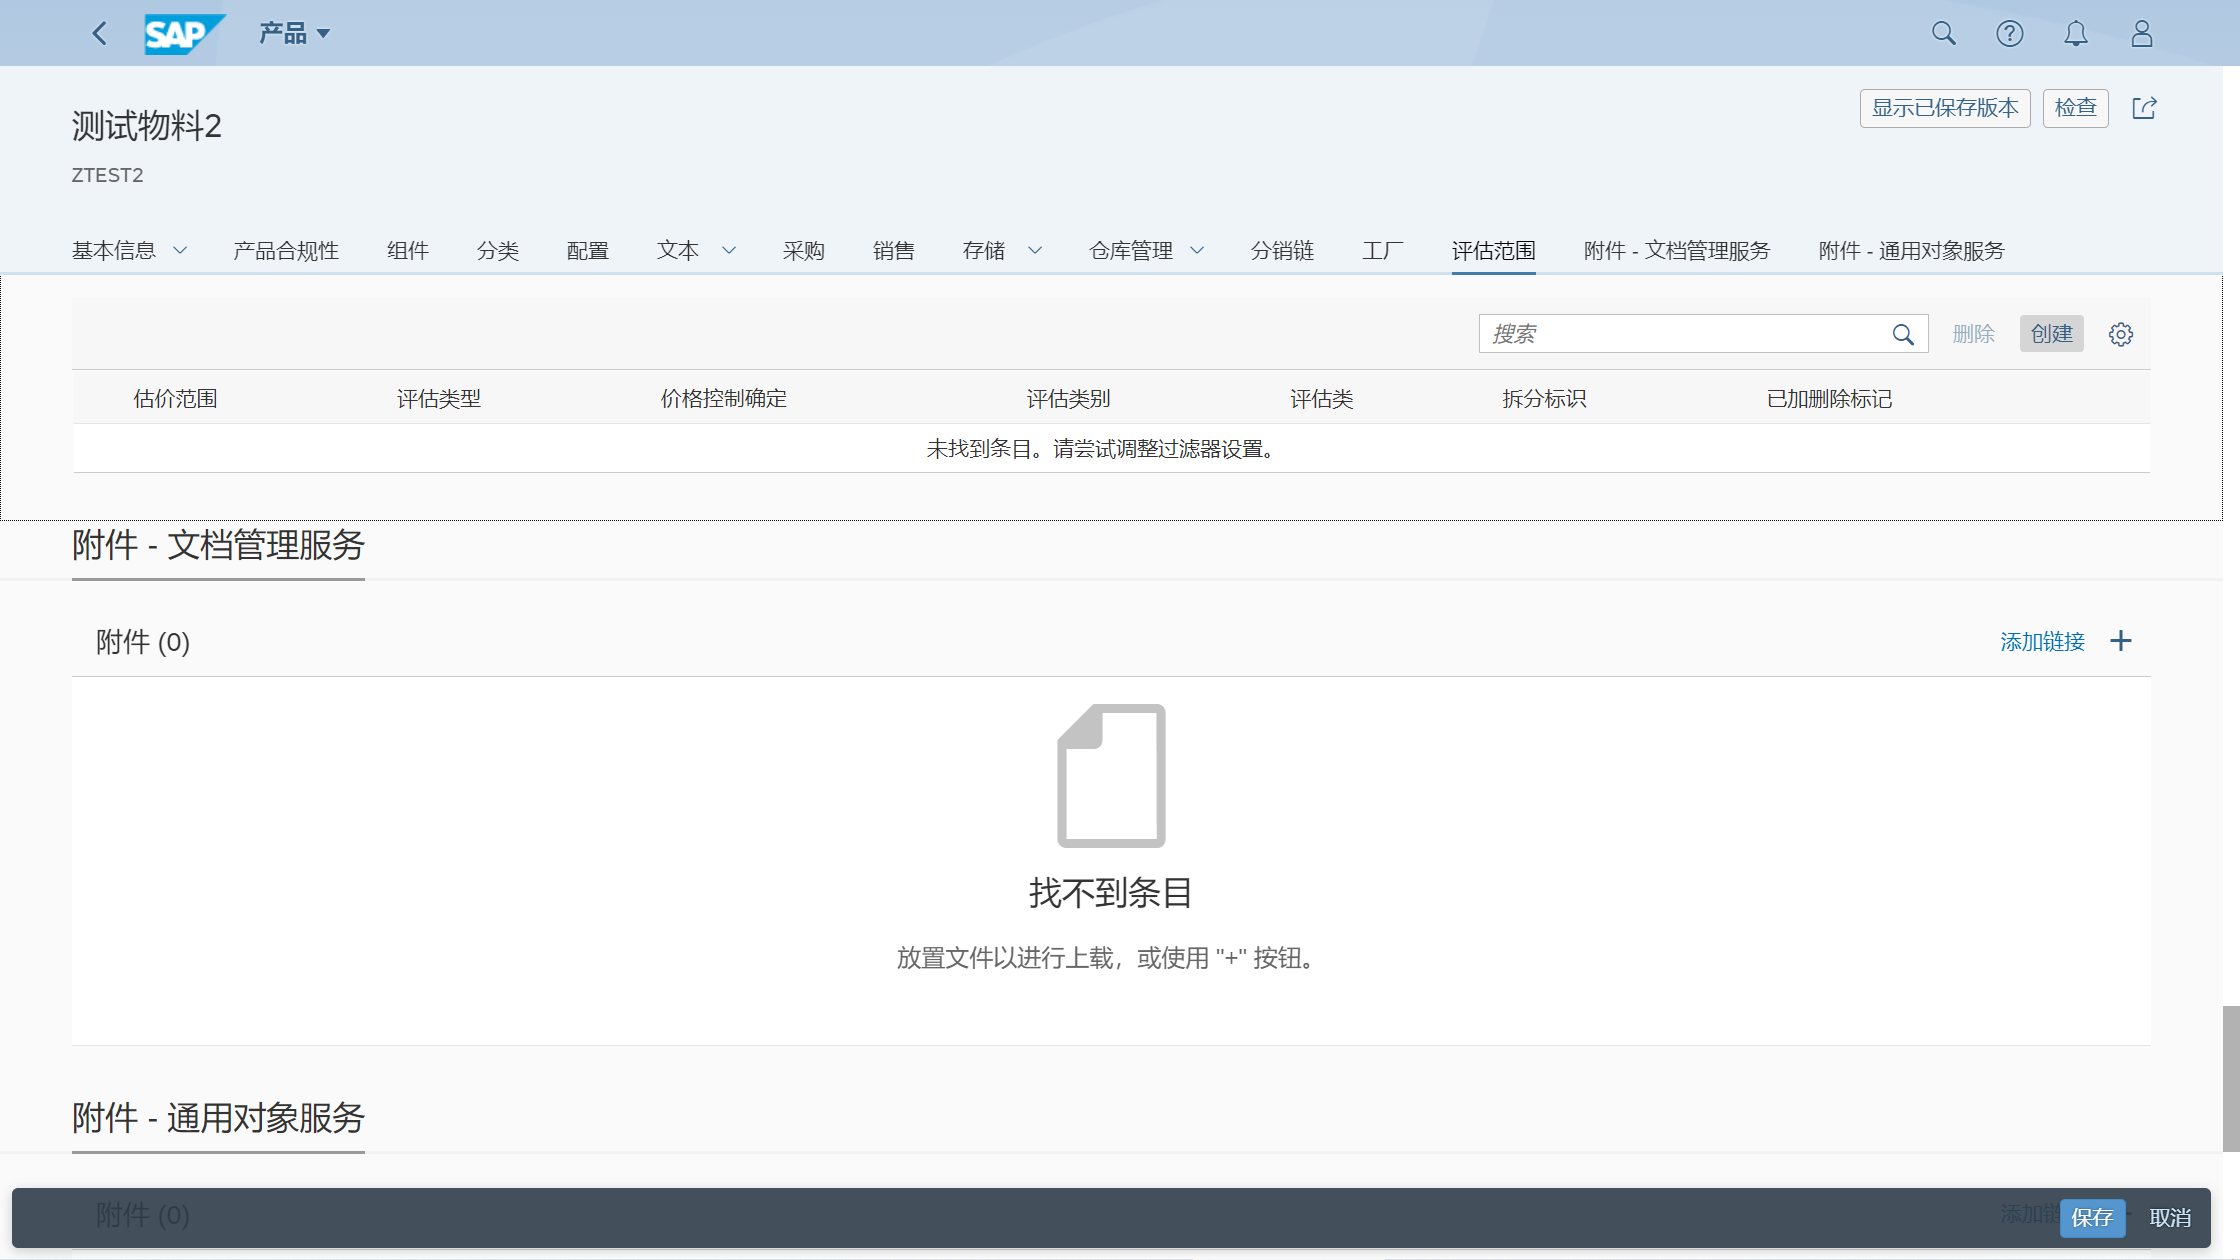 SAP 产品
显示已保存版本 检查
测试物料2
ZTEST2
基本信息 产品合规性 组件 分类 配置 文本 采购 销售 存储 仓库管理 分销链 工厂 评估范围 附件 - 文档管理服务 附件 - 通用对象服务
搜索 删除 创建
估价范围 评估类型 价格控制确定 评估类别 评估类 拆分标识 已加删除标记
未找到条目。请尝试调整过滤器设置。
附件 - 文档管理服务
附件 (0) 添加链接
找不到条目
放置文件以进行上载，或使用 "+" 按钮。
附件 - 通用对象服务
附件 (0) 添加链 保存 取消